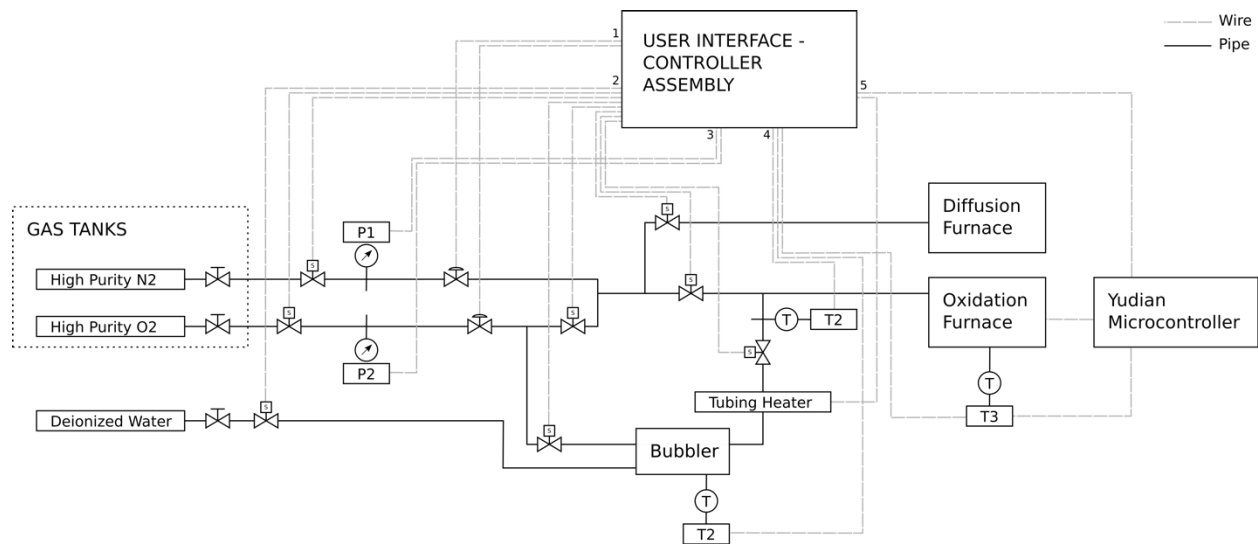 USER INTERFACE -
CONTROLLER
ASSEMBLY
1
2
3
4
5
Wire
Pipe
GAS TANKS
P1
High Purity N2
High Purity O2
P2
Deionized Water
S
S
S
S
S
S
S
S
Diffusion
Furnace
Oxidation
Furnace
Yudian
Microcontroller
T
T2
T
T3
Tubing Heater
Bubbler
T
T2